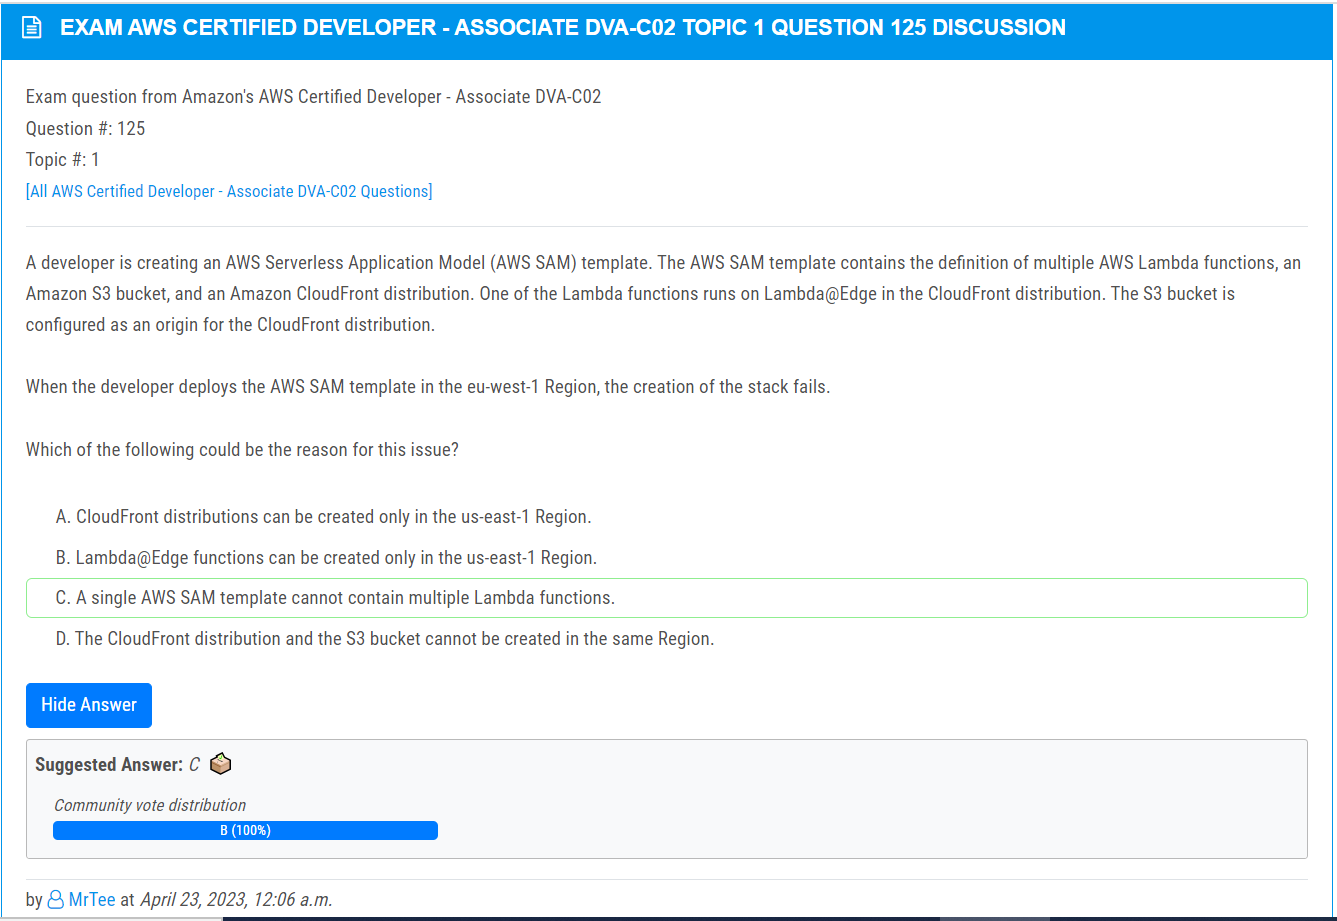 EXAM AWS CERTIFIED DEVELOPER - ASSOCIATE DVA-C02 TOPIC 1 QUESTION 125 DISCUSSION
Exam question from Amazon's AWS Certified Developer - Associate DVA-C02
Question #: 125
Topic #: 1
[All AWS Certified Developer - Associate DVA-C02 Questions]
A developer is creating an AWS Serverless Application Model (AWS SAM) template. The AWS SAM template contains the definition of multiple AWS Lambda functions, an
Amazon S3 bucket, and an Amazon CloudFront distribution. One of the Lambda functions runs on Lambda@Edge in the CloudFront distribution. The S3 bucket is
configured as an origin for the CloudFront distribution.
When the developer deploys the AWS SAM template in the eu-west-1 Region, the creation of the stack fails.
Which of the following could be the reason for this issue?
A. CloudFront distributions can be created only in the us-east-1 Region.
B. Lambda@Edge functions can be created only in the us-east-1 Region.
C. A single AWS SAM template cannot contain multiple Lambda functions.
D. The CloudFront distribution and the S3 bucket cannot be created in the same Region.
Hide Answer
Suggested Answer: C
Community vote distribution
B (100%)
by MrTee at April 23, 2023, 12:06 a.m.